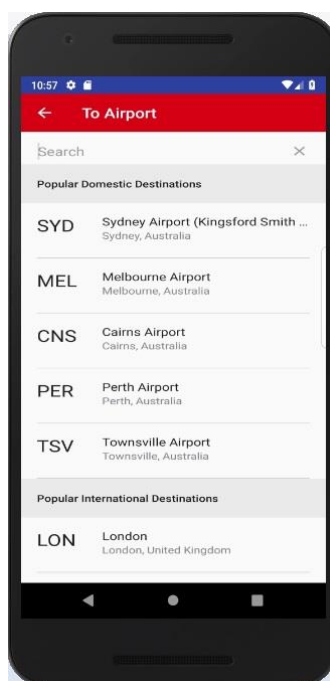 10:57
To Airport
Search
Popular Domestic Destinations
SYD
Sydney Airport (Kingsford Smith ...
Sydney, Australia
MEL
Melbourne Airport
Melbourne, Australia
CNS
Cairns Airport
Cairns, Australia
PER
Perth Airport
Perth, Australia
TSV
Townsville Airport
Townsville, Australia
Popular International Destinations
LON
London
London, United Kingdom